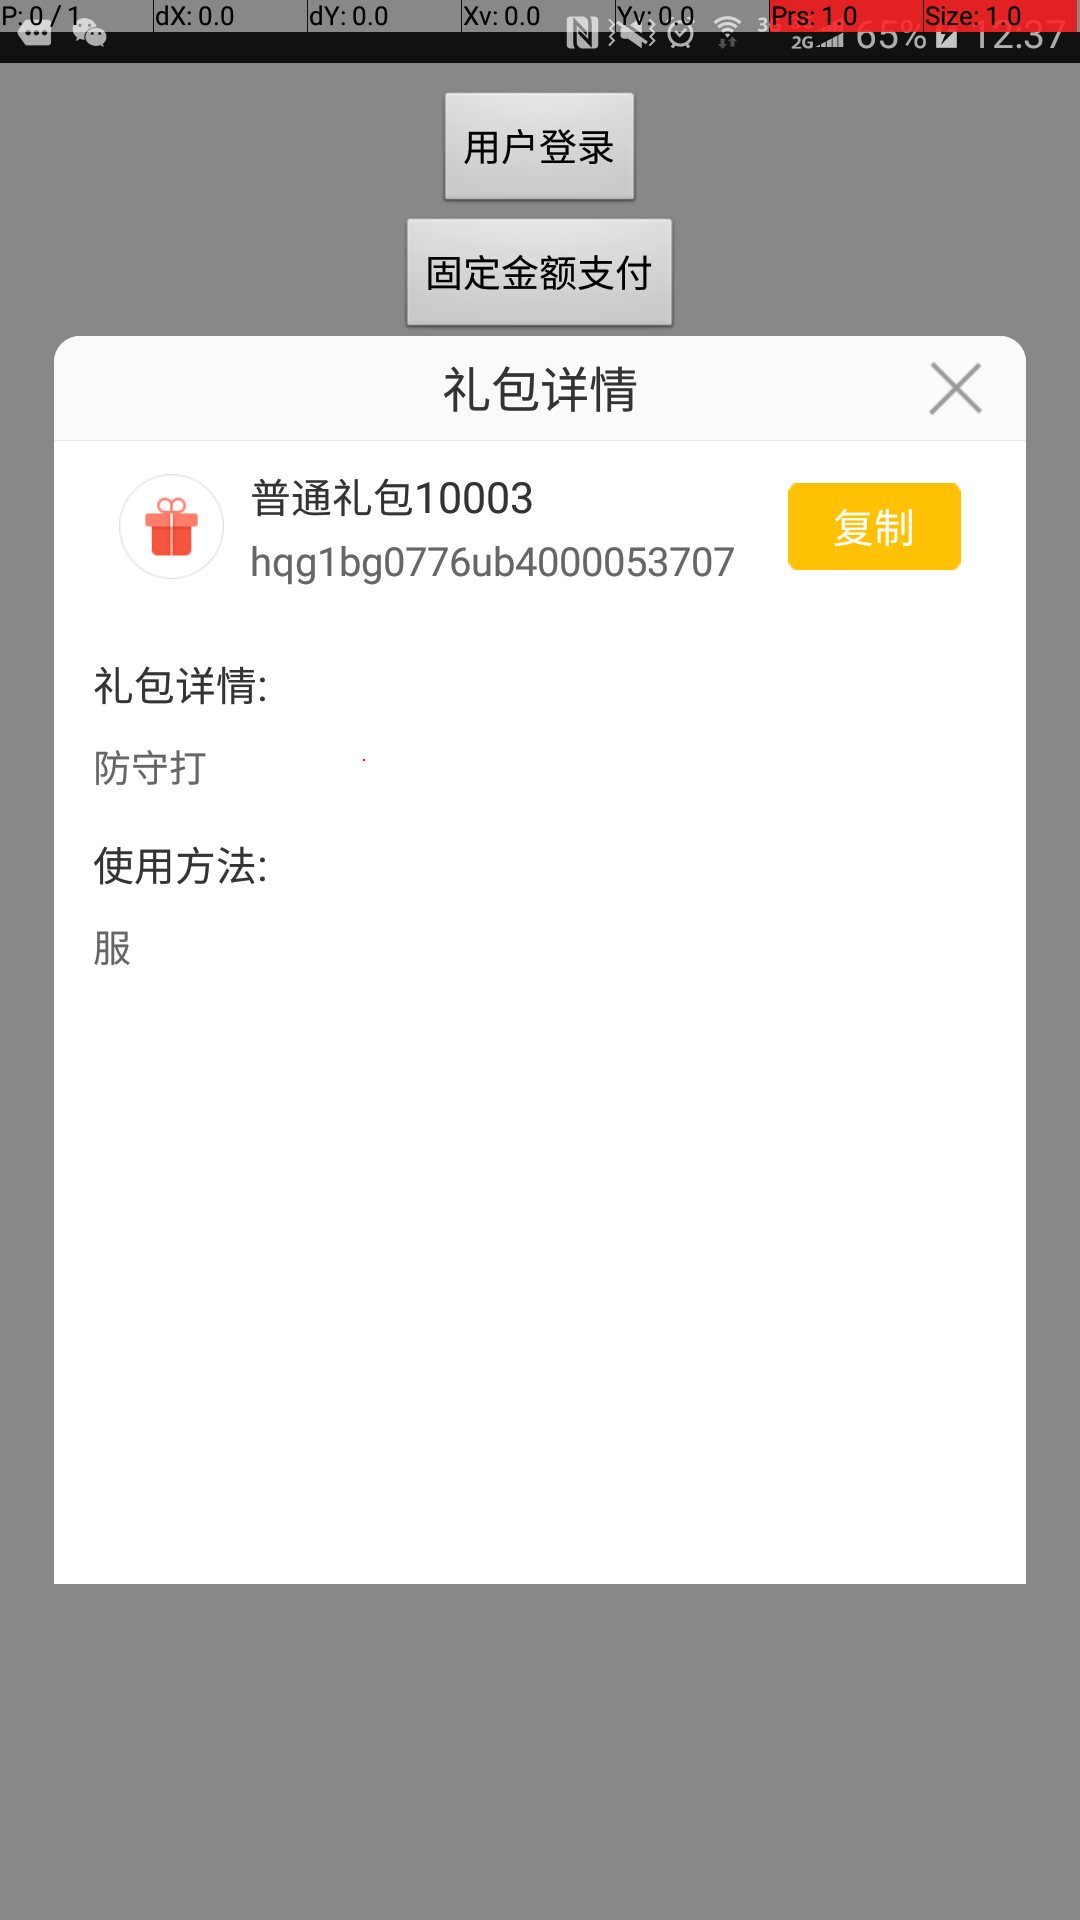 P: 0 / 1 dX: 0.0 dY: 0.0 Xv: 0.0 Yv: 0.0 Prs: 1.0 Size: 1.0
2G 65% 12:37
用户登录
固定金额支付
礼包详情
普通礼包10003
复制
hqg1bg0776ub4000053707
礼包详情:
防守打
使用方法:
服